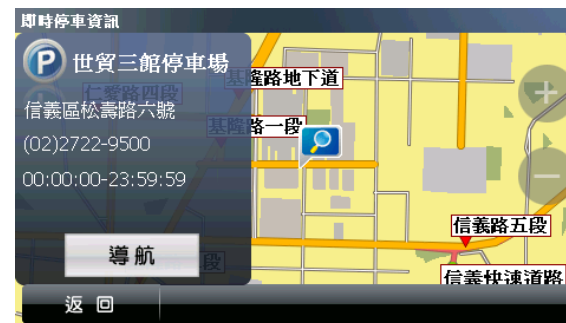 即時停車資訊
P 世貿三館停車場
信義區松壽路六號
(02)2722-9500
00:00:00-23:59:59
導航
返回
基隆路地下道
仁愛路四段
基隆路一段
信義路五段
信義快速道路
段